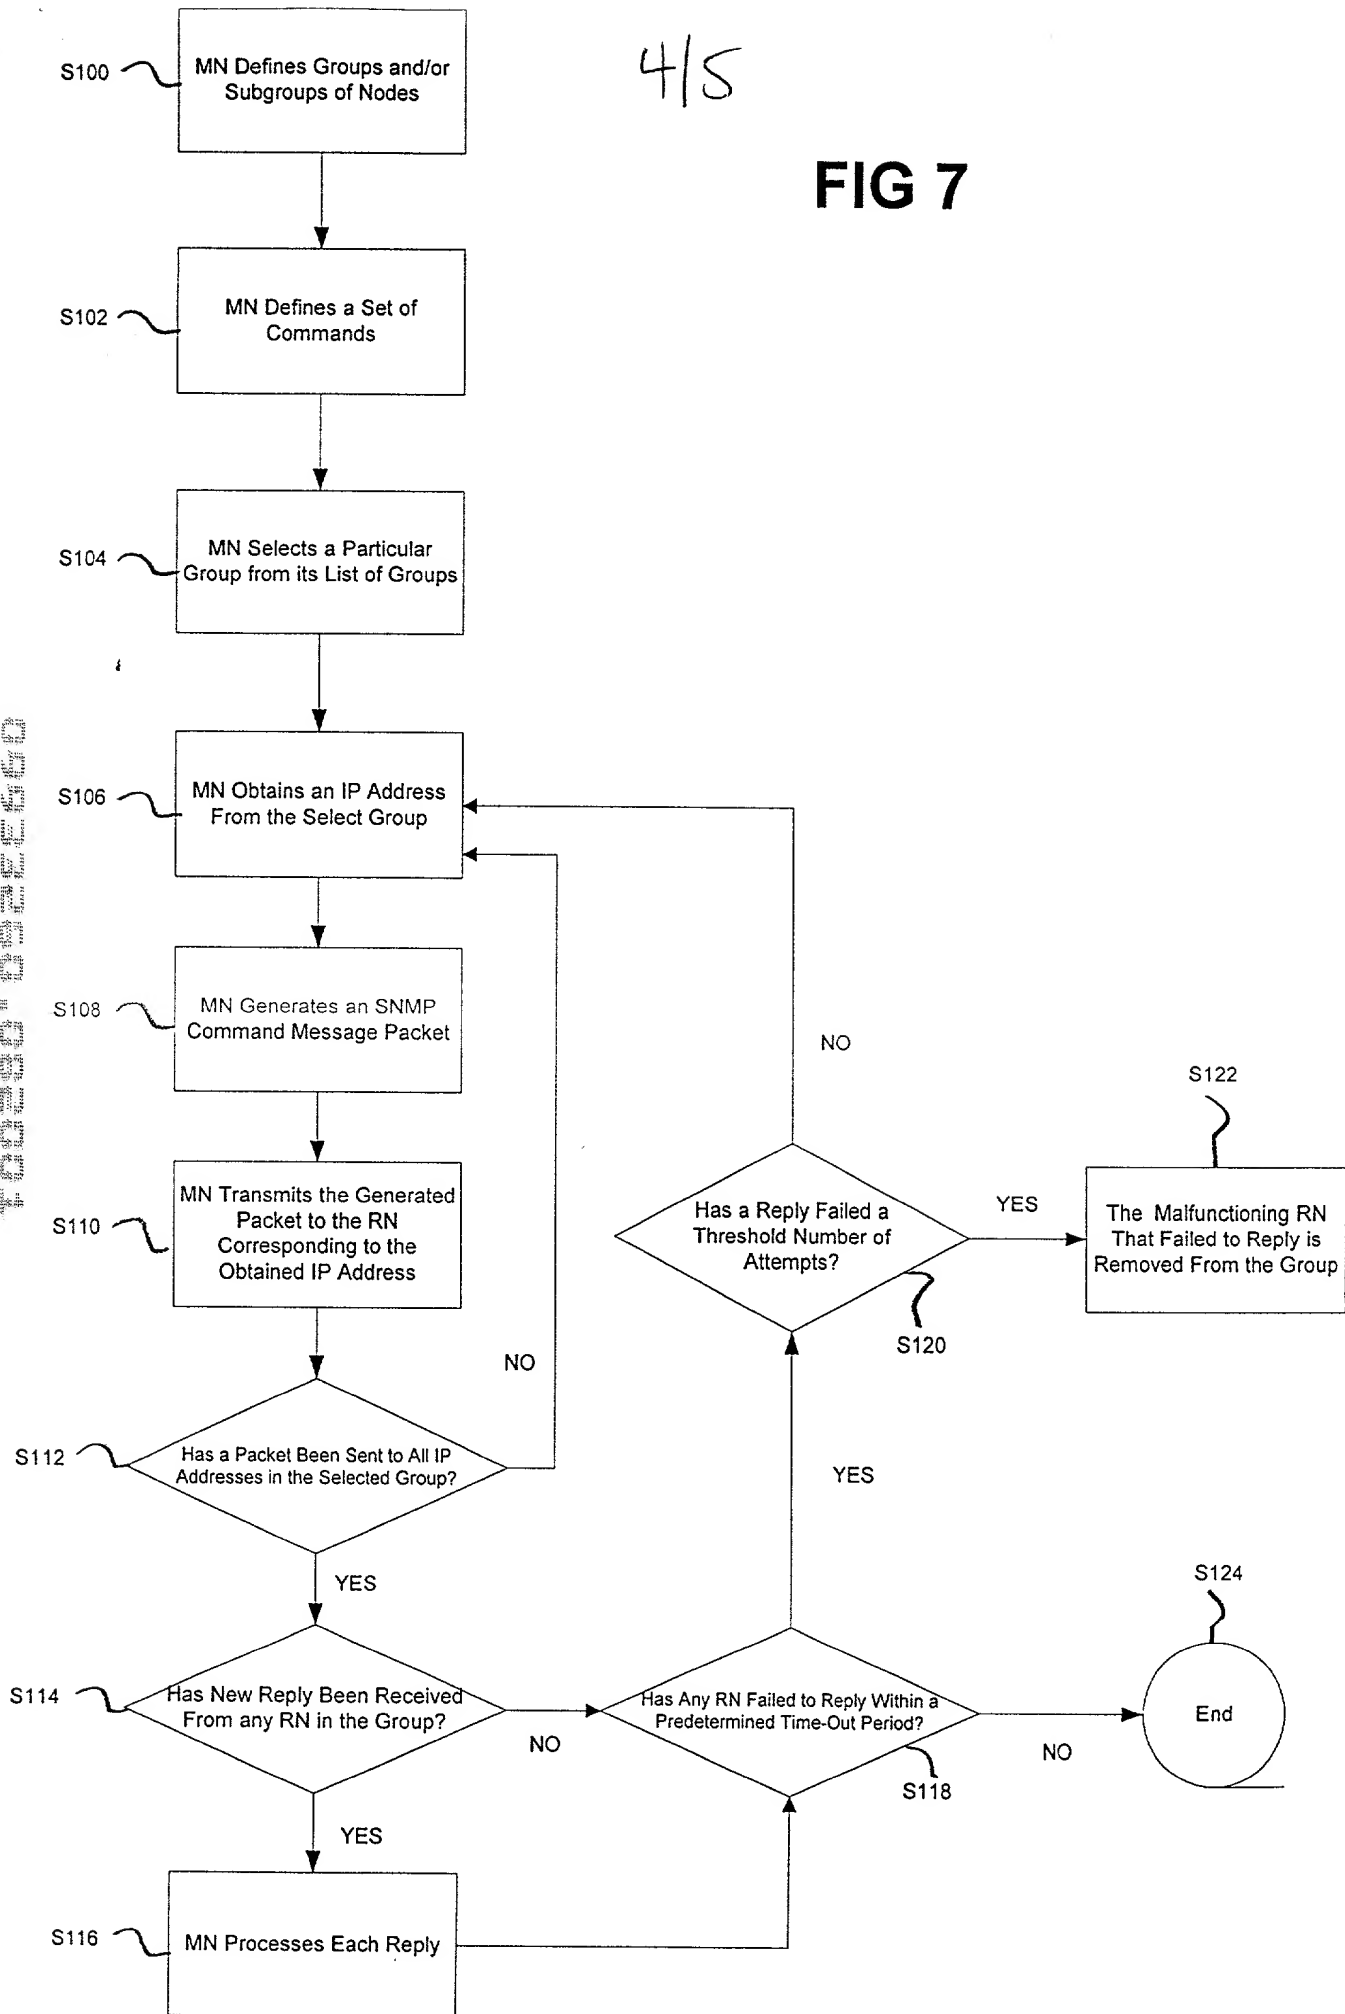 4/5
FIG 7
S100
MN Defines Groups and/or
Subgroups of Nodes
S102
MN Defines a Set of
Commands
S104
MN Selects a Particular
Group from its List of Groups
S106
MN Obtains an IP Address
From the Select Group
S108
MN Generates an SNMP
Command Message Packet
NO
S122
S110
MN Transmits the Generated
Packet to the RN
Corresponding to the
Obtained IP Address
Has a Reply Failed a
Threshold Number of
Attempts?
YES
The Malfunctioning RN
That Failed to Reply is
Removed From the Group
S120
NO
S112
Has a Packet Been Sent to All IP
Addresses in the Selected Group?
YES
YES
S124
S114
Has New Reply Been Received
From any RN in the Group?
NO
Has Any RN Failed to Reply Within a
Predetermined Time-Out Period?
NO
End
S118
YES
S116
MN Processes Each Reply